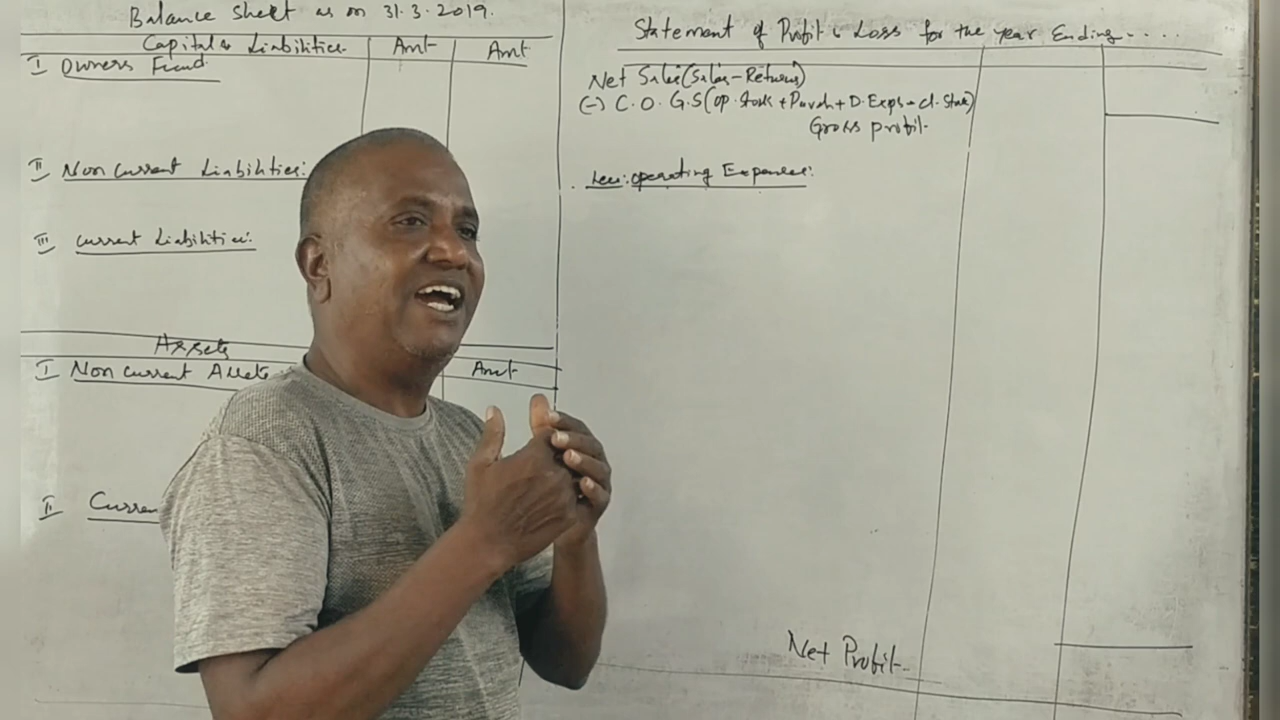 Balance Sheet as on 31.3.2019.
Capital & Liabilities. Amt Amt
I Owners Fund
II Non Current Liabilities:
III Current Liabilities:
Assets
I Non current Assets Amt
II Curren
Statement of Profit & Loss for the year Ending....
Net Sales (Sales - Returns)
(-) C.O.G.S (op. Stock + Purch + D. Exps - cl. Stock)
Gross profit
Less: operating Expenses:
Net Profit